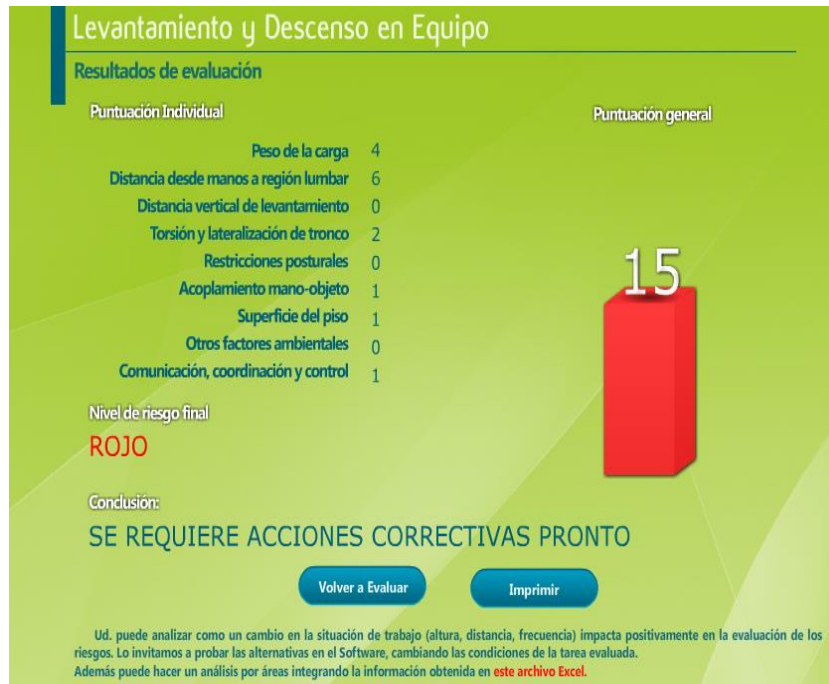 Levantamiento y Descenso en Equipo
Resultados de evaluación
Puntuación Individual
Puntuación general
Peso de la carga 4
Distancia desde manos a región lumbar 6
Distancia vertical de levantamiento 0
Torsión y lateralización de tronco 2
Restricciones posturales 0
Acoplamiento mano-objeto 1
Superficie del piso 1
Otros factores ambientales 0
Comunicación, coordinación y control 1
15
Nivel de riesgo final
ROJO
Conclusión:
SE REQUIERE ACCIONES CORRECTIVAS PRONTO
Volver a Evaluar
Imprimir
Ud. puede analizar como un cambio en la situación de trabajo (altura, distancia, frecuencia) impacta positivamente en la evaluación de los
riesgos. Lo invitamos a probar las alternativas en el Software, cambiando las condiciones de la tarea evaluada.
Además puede hacer un análisis por áreas integrando la información obtenida en este archivo Excel.